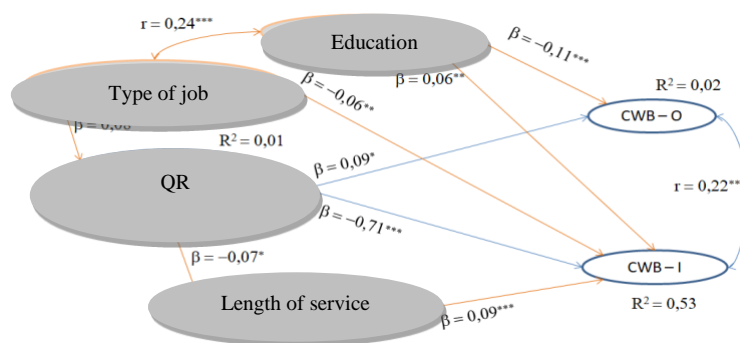 r = 0,24***
Education
β = −0,11***
Type of job
β = −0,06**
β = 0,06**
R² = 0,02
CWB – O
R² = 0,01
β = 0,09*
QR
r = 0,22**
β = −0,71***
β = −0,07*
CWB – I
Length of service
β = 0,09***
R² = 0,53